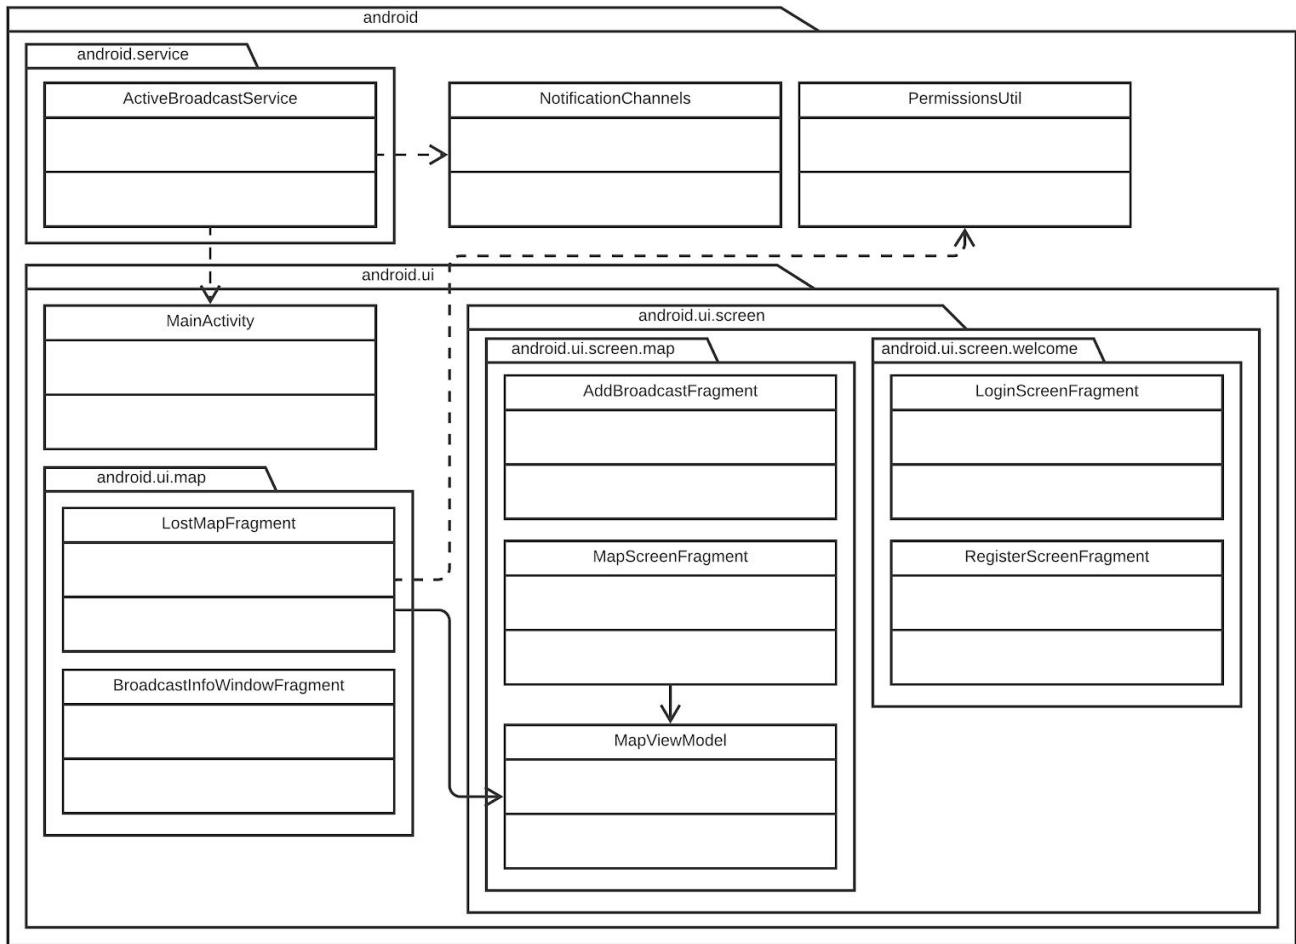 android
android.service
ActiveBroadcastService
NotificationChannels
PermissionsUtil
android.ui
MainActivity
android.ui.screen
android.ui.screen.map
android.ui.screen.welcome
AddBroadcastFragment
LoginScreenFragment
android.ui.map
LostMapFragment
MapScreenFragment
RegisterScreenFragment
BroadcastInfoWindowFragment
MapViewModel